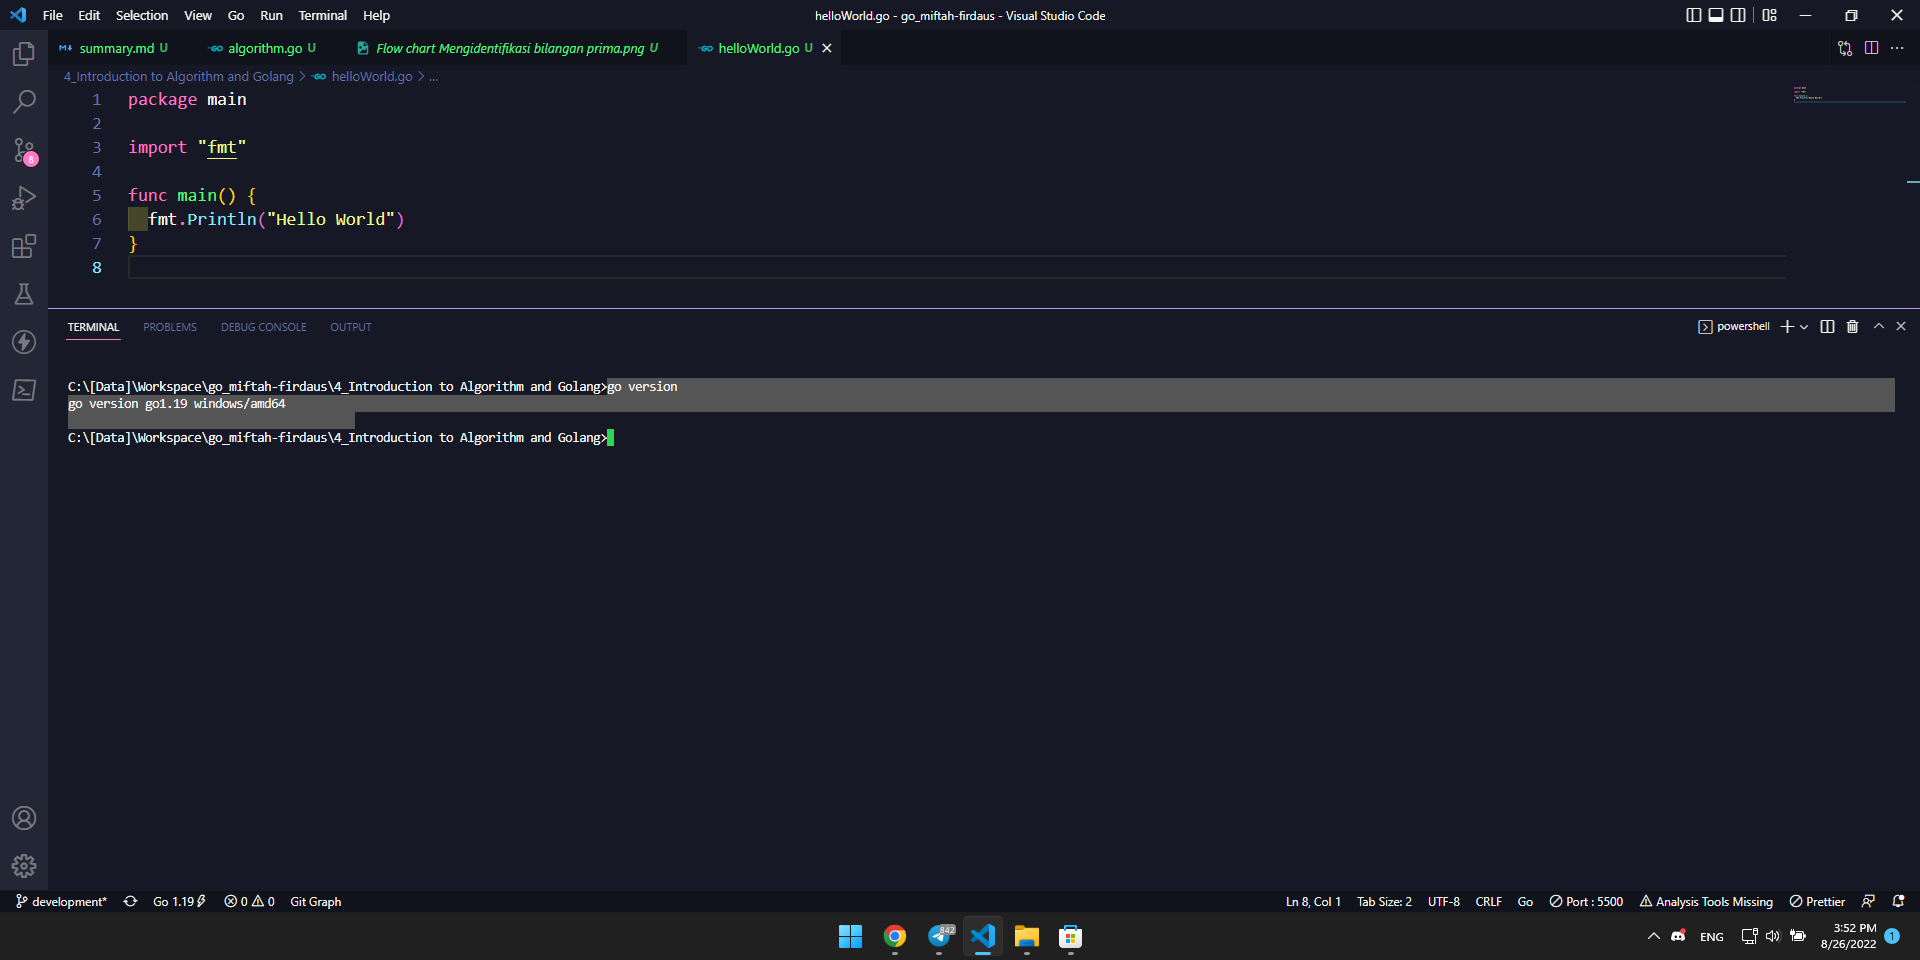 File Edit Selection View Go Run Terminal Help
helloWorld.go - go_miftah-firdaus - Visual Studio Code
summary.md U
algorithm.go U
Flow chart Mengidentifikasi bilangan prima.png U
helloWorld.go U
4_Introduction to Algorithm and Golang > helloWorld.go > ...
1 package main
2
3 import "fmt"
4
5 func main() {
6 fmt.Println("Hello World")
7 }
8
8
TERMINAL PROBLEMS DEBUG CONSOLE OUTPUT
powershell
C:\[Data]\Workspace\go_miftah-firdaus\4_Introduction to Algorithm and Golang>go version
go version go1.19 windows/amd64
C:\[Data]\Workspace\go_miftah-firdaus\4_Introduction to Algorithm and Golang>
development* Go 1.19 0 0 Git Graph
Ln 8, Col 1 Tab Size: 2 UTF-8 CRLF Go Port : 5500 Analysis Tools Missing Prettier
842
ENG
3:52 PM
8/26/2022
1